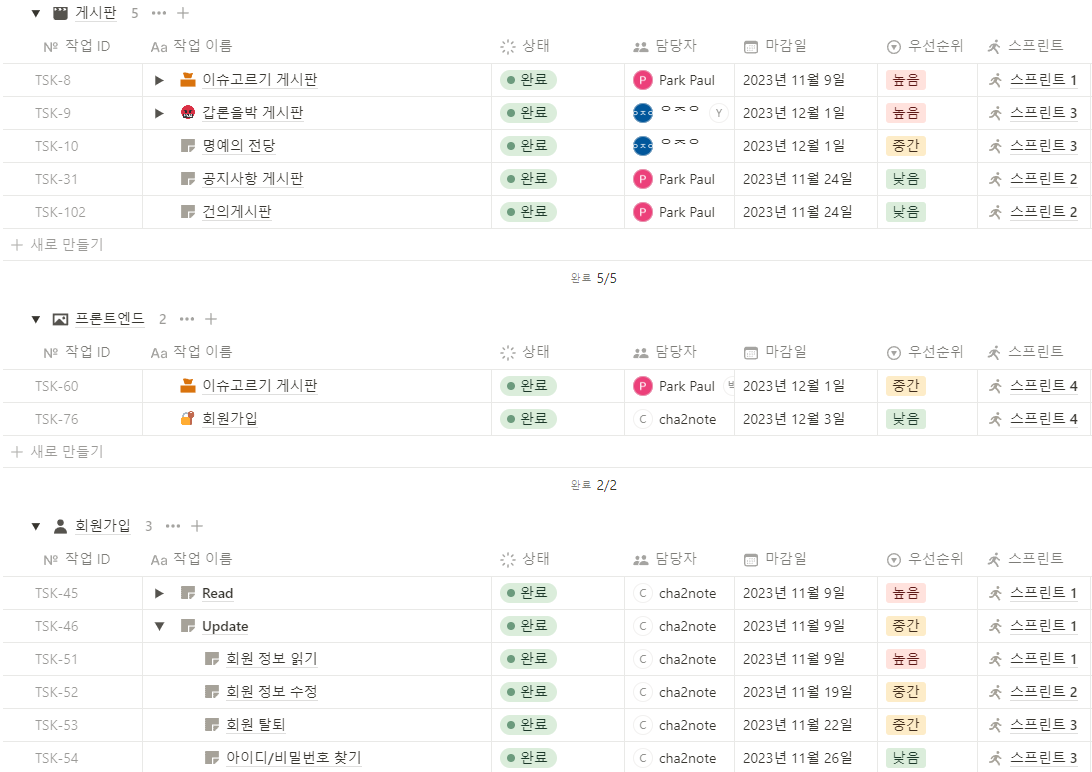 게시판 5
Nº 작업 ID Aa 작업 이름 상태 담당자 마감일 우선순위 스프린트
TSK-8 이슈고르기 게시판 완료 P Park Paul 2023년 11월 9일 높음 스프린트 1
TSK-9 갑론을박 게시판 완료 ㅇㅈㅇ ㅇㅈㅇ Y 2023년 12월 1일 높음 스프린트 3
TSK-10 명예의 전당 완료 ㅇㅈㅇ ㅇㅈㅇ 2023년 12월 1일 중간 스프린트 3
TSK-31 공지사항 게시판 완료 P Park Paul 2023년 11월 24일 낮음 스프린트 2
TSK-102 건의게시판 완료 P Park Paul 2023년 11월 24일 낮음 스프린트 2
새로 만들기
완료 5/5
프론트엔드 2
Nº 작업 ID Aa 작업 이름 상태 담당자 마감일 우선순위 스프린트
TSK-60 이슈고르기 게시판 완료 P Park Paul 2023년 12월 1일 중간 스프린트 4
TSK-76 회원가입 완료 C cha2note 2023년 12월 3일 낮음 스프린트 4
새로 만들기
완료 2/2
회원가입 3
Nº 작업 ID Aa 작업 이름 상태 담당자 마감일 우선순위 스프린트
TSK-45 Read 완료 C cha2note 2023년 11월 9일 높음 스프린트 1
TSK-46 Update 완료 C cha2note 2023년 11월 9일 중간 스프린트 1
TSK-51 회원 정보 읽기 완료 C cha2note 2023년 11월 9일 높음 스프린트 1
TSK-52 회원 정보 수정 완료 C cha2note 2023년 11월 19일 중간 스프린트 2
TSK-53 회원 탈퇴 완료 C cha2note 2023년 11월 22일 중간 스프린트 3
TSK-54 아이디/비밀번호 찾기 완료 C cha2note 2023년 11월 26일 낮음 스프린트 3